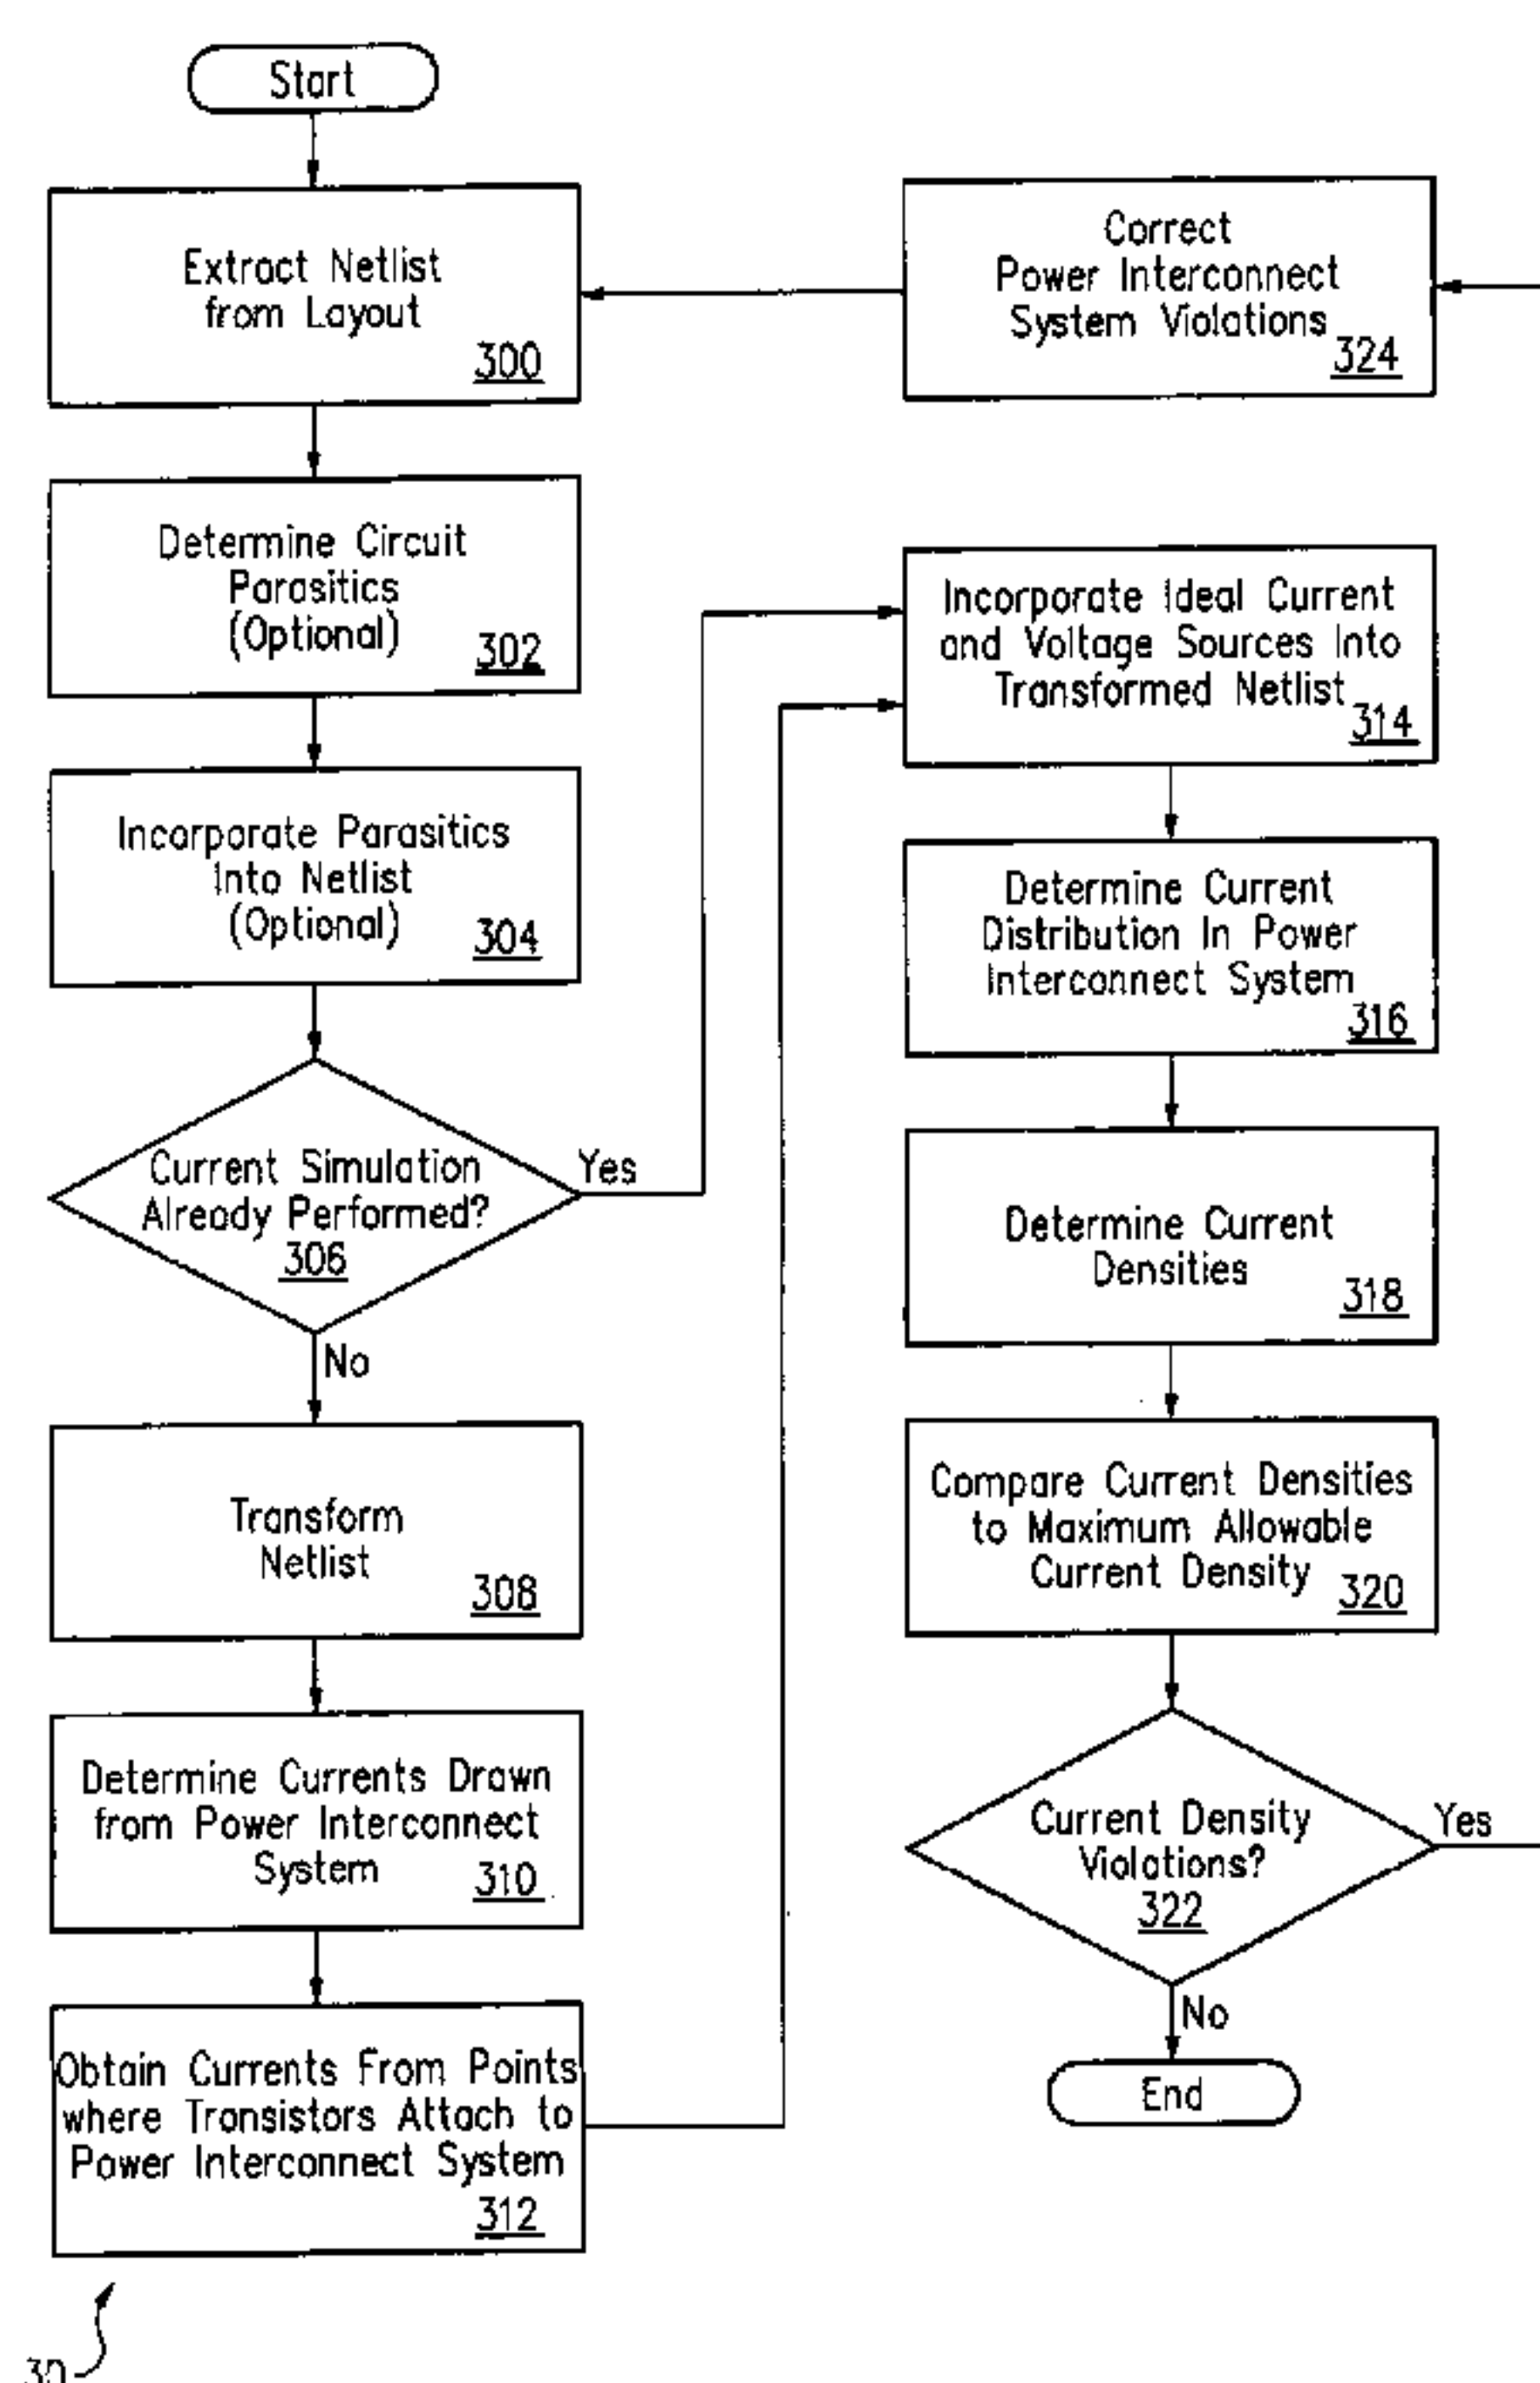 Start
Extract Netlist
from Layout
300
Determine Circuit
Parasitics
(Optional)
302
Incorporate Parasitics
Into Netlist
(Optional)
304
Current Simulation
Already Performed?
306
Yes
No
Transform
Netlist
308
Determine Currents Drawn
from Power Interconnect
System
310
Obtain Currents From Points
where Transistors Attach to
Power Interconnect System
312
30
Correct
Power Interconnect
System Violations
324
Incorporate Ideal Current
and Voltage Sources Into
Transformed Netlist
314
Determine Current
Distribution In Power
Interconnect System
316
Determine Current
Densities
318
Compare Current Densities
to Maximum Allowable
Current Density
320
Current Density
Violations?
322
Yes
No
End